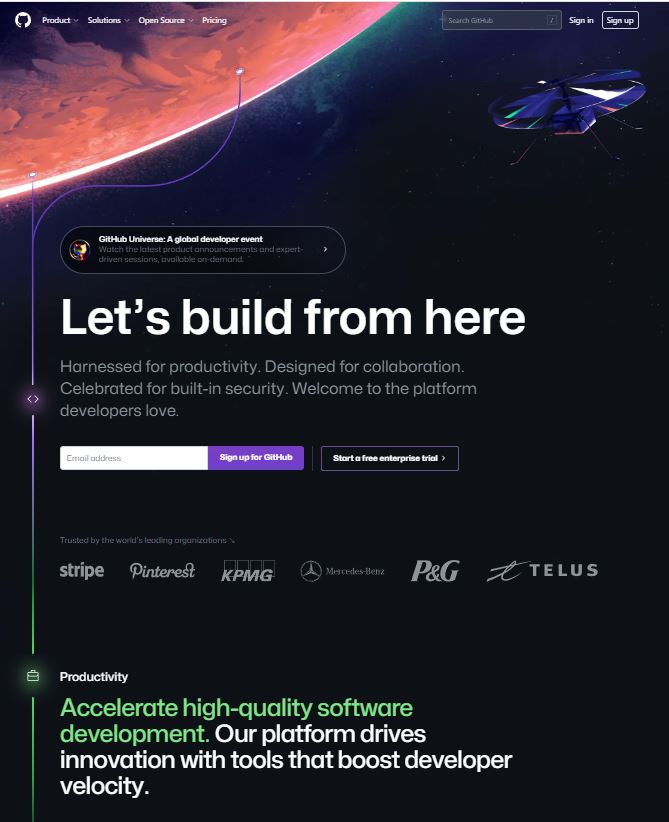 Product Solutions Open Source Pricing Search GitHub / Sign in Sign up
GitHub Universe: A global developer event
Watch the latest product announcements and expert-
driven sessions, available on-demand.
Let's build from here
Harnessed for productivity. Designed for collaboration.
Celebrated for built-in security. Welcome to the platform
developers love.
Email address Sign up for GitHub Start a free enterprise trial
Trusted by the world's leading organizations ↘
stripe Pinterest KPMG Mercedes-Benz P&G TELUS
Productivity
Accelerate high-quality software
development. Our platform drives
innovation with tools that boost developer
velocity.